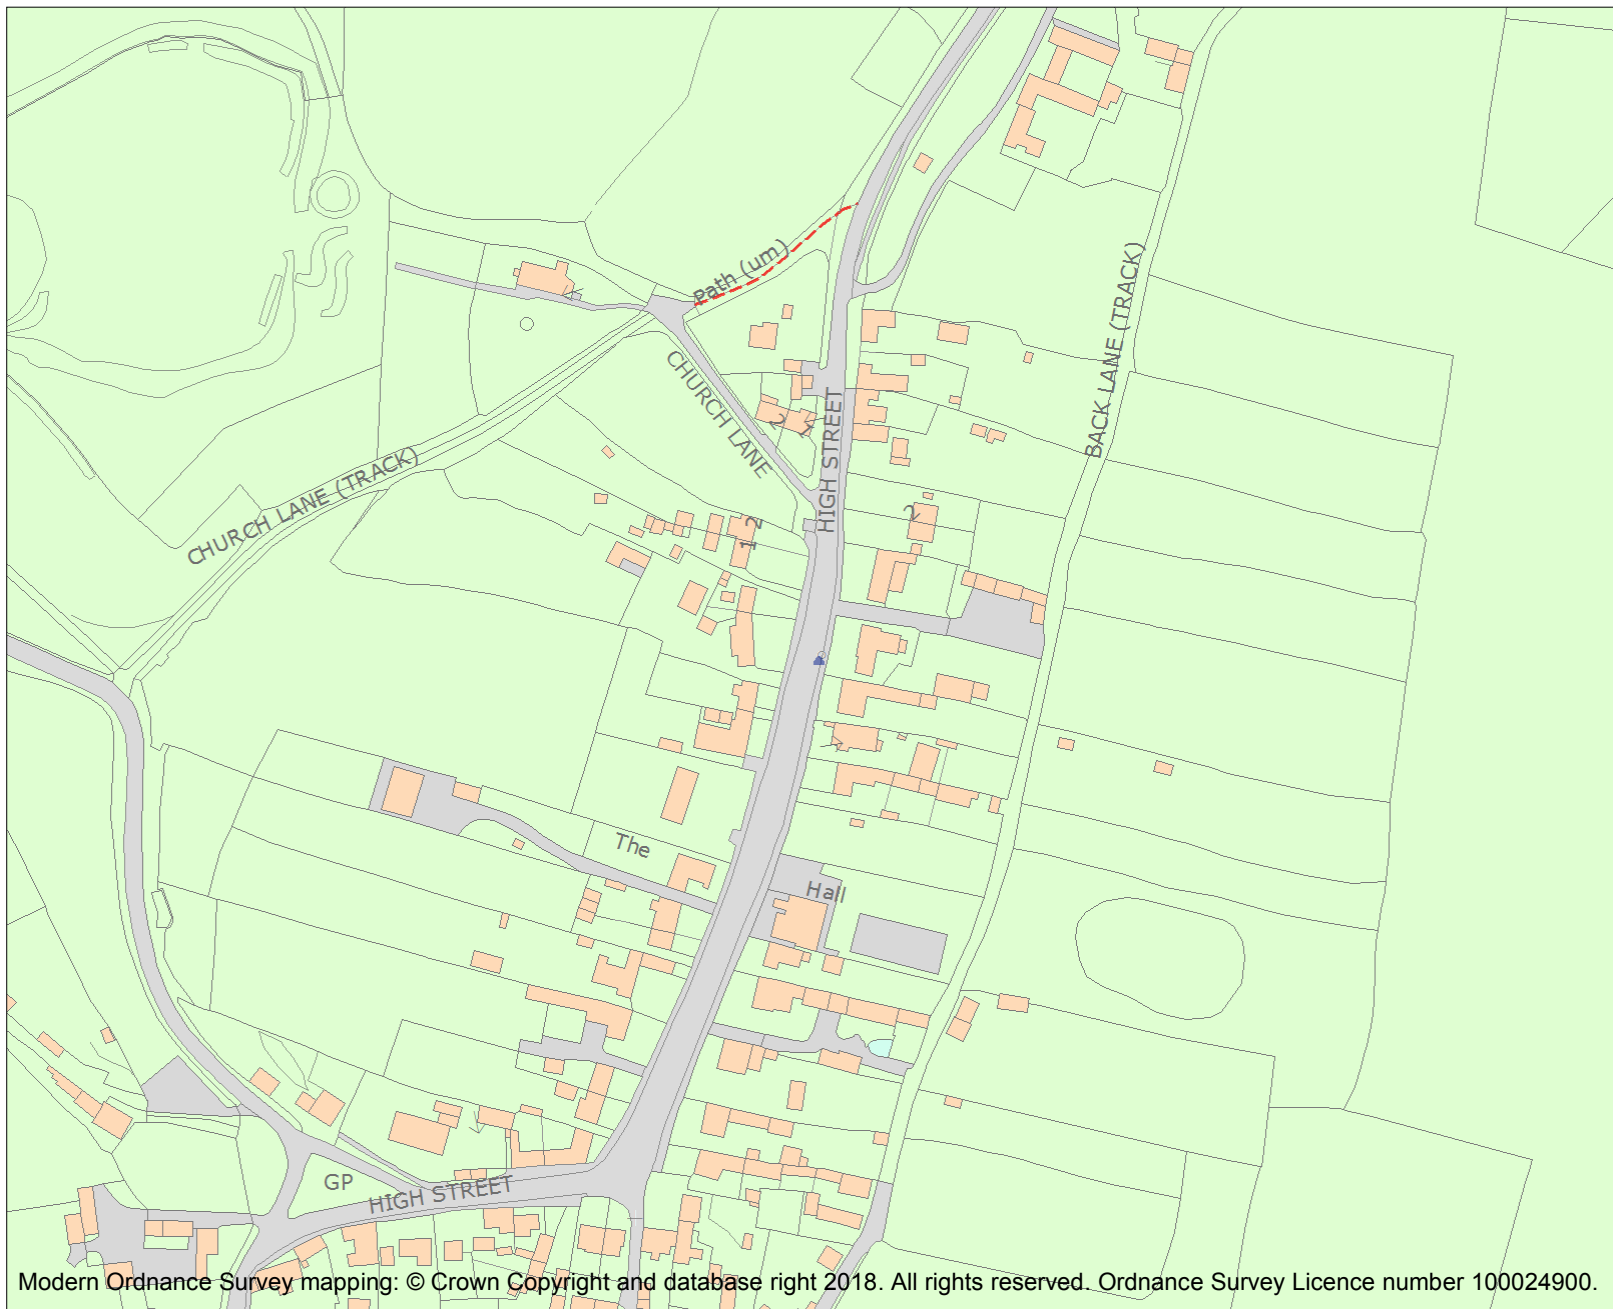 Path (um)
BACK LANE (TRACK)
CHURCH LANE
HIGH STREET
2
1
CHURCH LANE (TRACK)
2
1 2
The
Hall
GP
HIGH STREET
Modern Ordnance Survey mapping: © Crown Copyright and database right 2018. All rights reserved. Ordnance Survey Licence number 100024900.